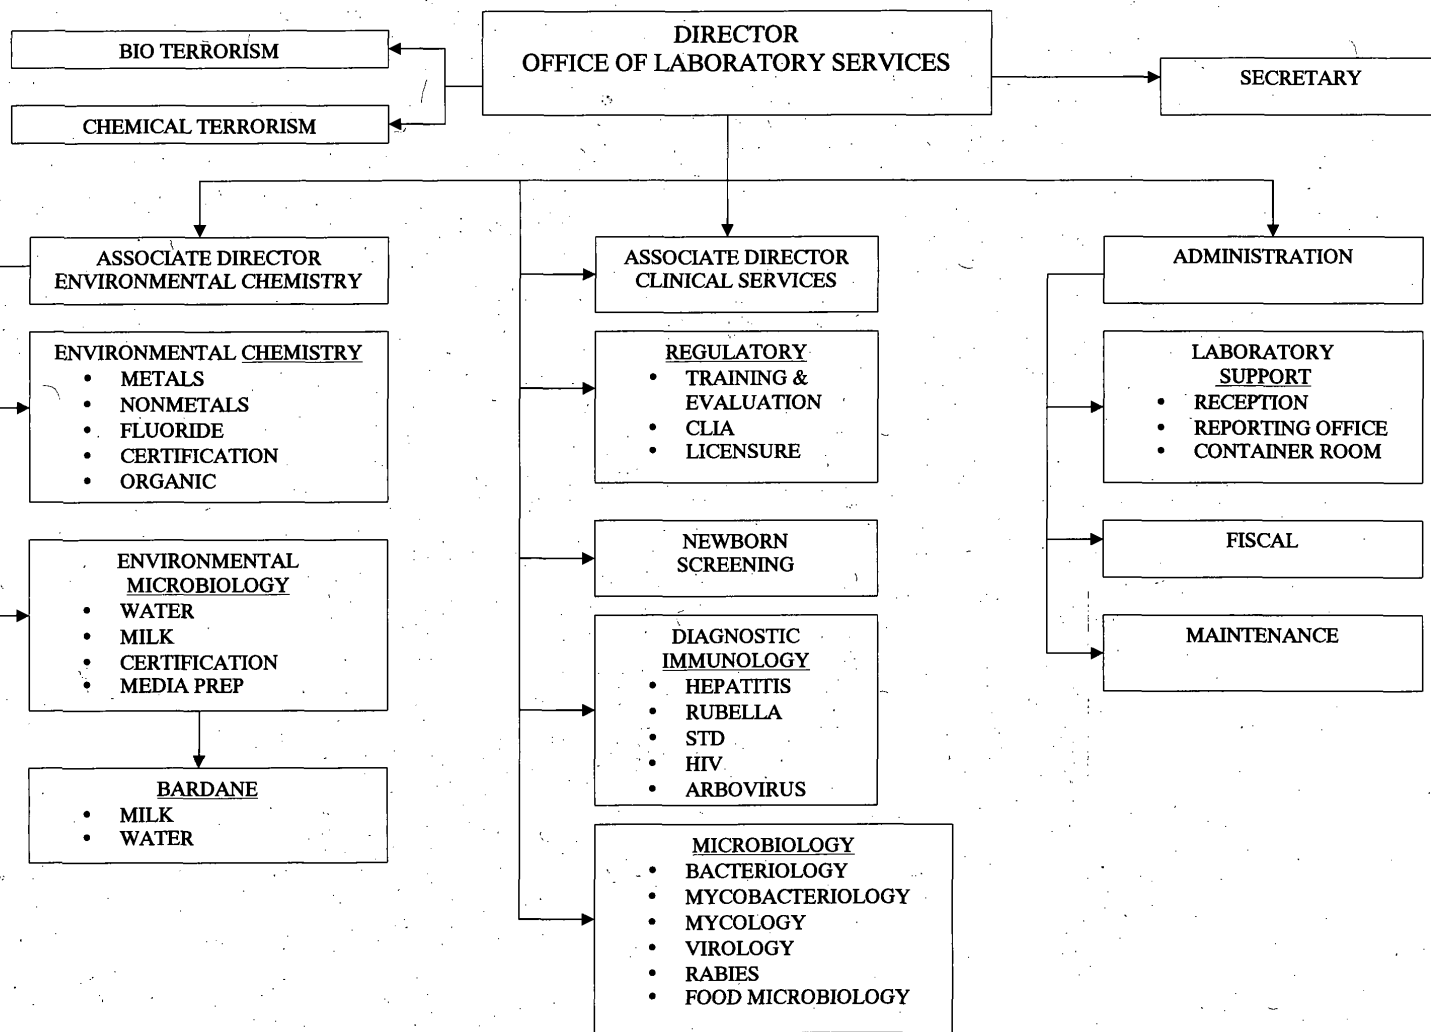 DIRECTOR
OFFICE OF LABORATORY SERVICES
BIO TERRORISM
CHEMICAL TERRORISM
SECRETARY
ASSOCIATE DIRECTOR
ENVIRONMENTAL CHEMISTRY
ENVIRONMENTAL CHEMISTRY
• METALS
• NONMETALS
• FLUORIDE
• CERTIFICATION
• ORGANIC
ENVIRONMENTAL
MICROBIOLOGY
• WATER
• MILK
• CERTIFICATION
• MEDIA PREP
BARDANE
• MILK
• WATER
ASSOCIATE DIRECTOR
CLINICAL SERVICES
REGULATORY
• TRAINING &
EVALUATION
• CLIA
• LICENSURE
NEWBORN
SCREENING
DIAGNOSTIC
IMMUNOLOGY
• HEPATITIS
• RUBELLA
• STD
• HIV
• ARBOVIRUS
MICROBIOLOGY
• BACTERIOLOGY
• MYCOBACTERIOLOGY
• MYCOLOGY
• VIROLOGY
• RABIES
• FOOD MICROBIOLOGY
ADMINISTRATION
LABORATORY
SUPPORT
• RECEPTION
• REPORTING OFFICE
• CONTAINER ROOM
FISCAL
MAINTENANCE